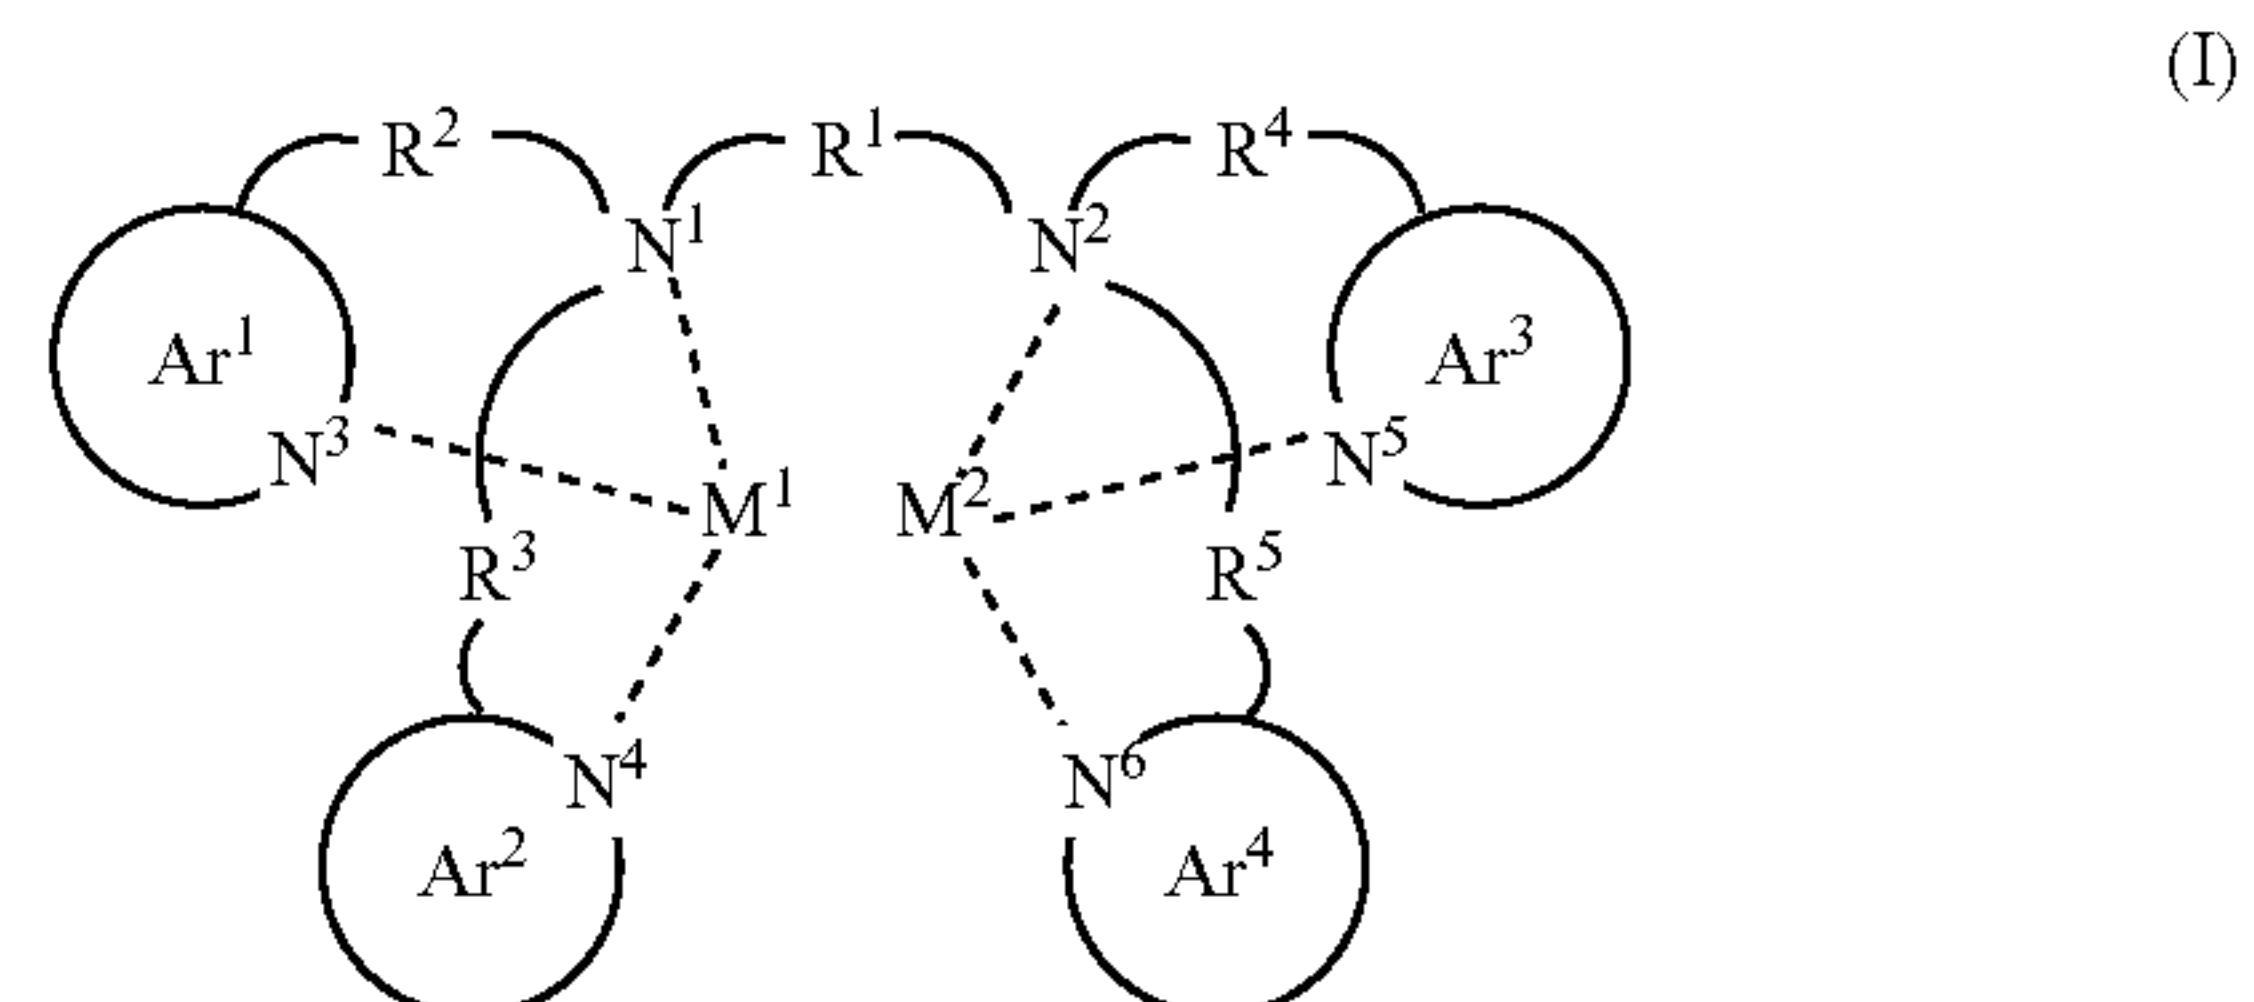 (I)
R² R¹ R⁴
N¹ N²
Ar¹ Ar³
N³ N⁵
M¹ M²
R³ R⁵
N⁴ N⁶
Ar² Ar⁴